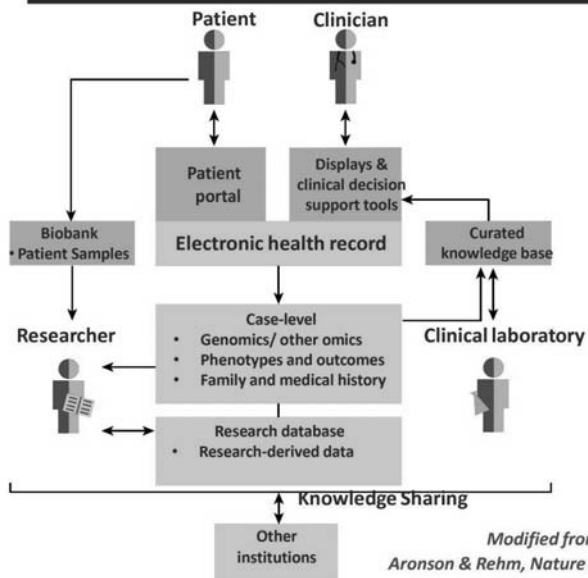 Patient
Clinician
Patient
portal
Displays &
clinical decision
support tools
Electronic health record
Biobank
• Patient Samples
Curated
knowledge base
Case-level
• Genomics/ other omics
• Phenotypes and outcomes
• Family and medical history
Researcher
Clinical laboratory
Research database
• Research-derived data
Knowledge Sharing
Other
institutions
Modified from
Aronson & Rehm, Nature